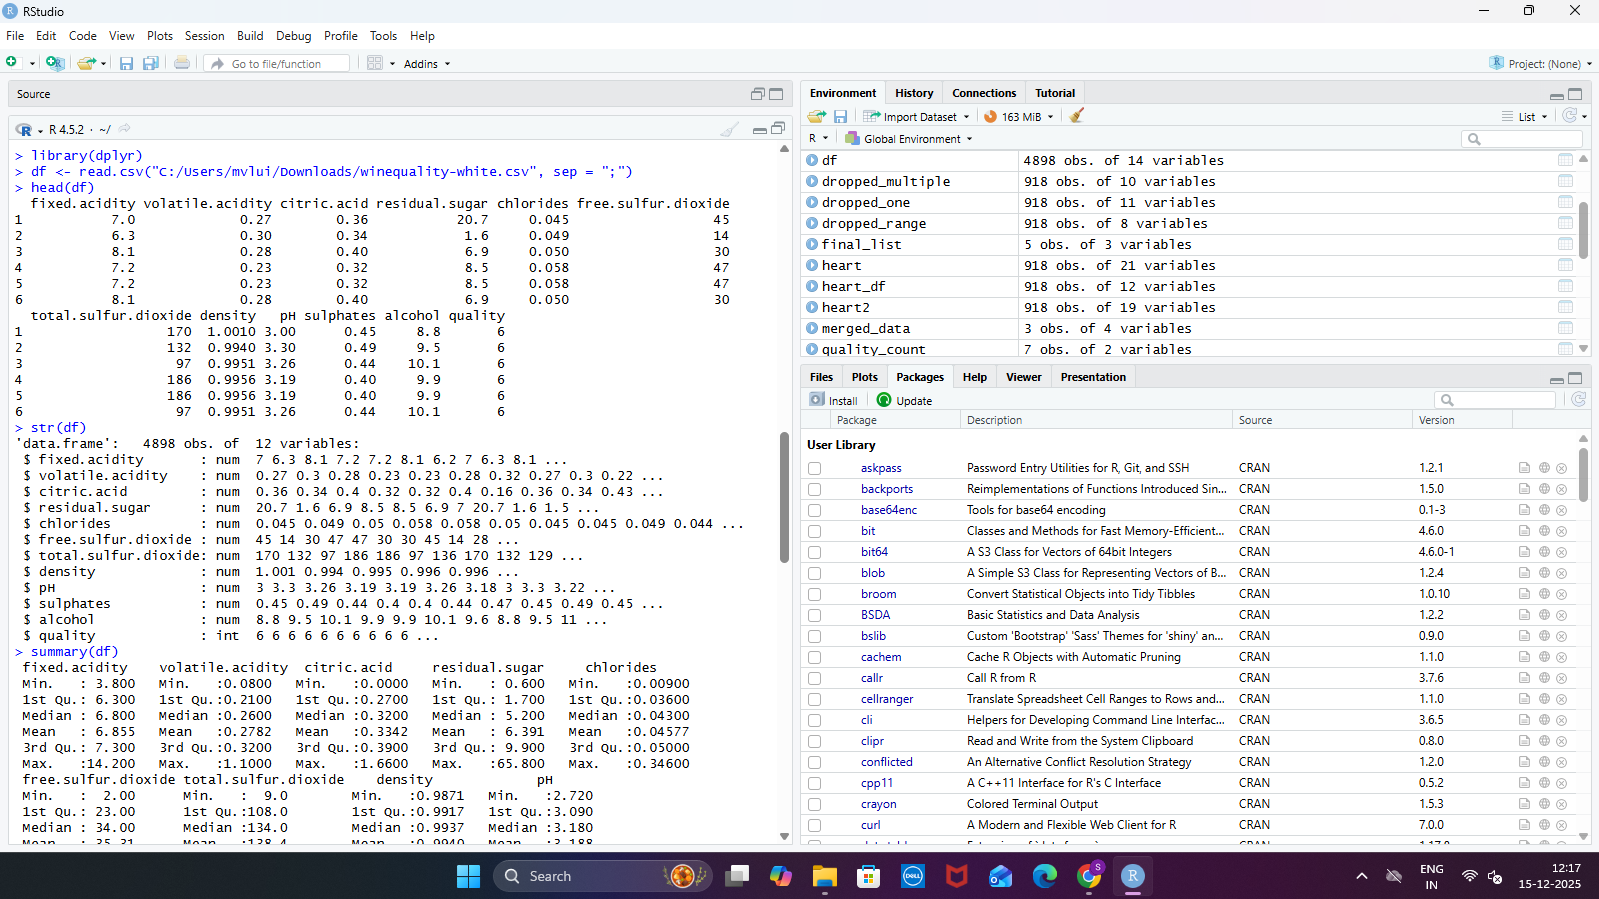 RStudio
File Edit Code View Plots Session Build Debug Profile Tools Help
Go to file/function Addins Project: (None)
Source
R 4.5.2 · ~/
> library(dplyr)
> df <- read.csv("C:/Users/mvlui/Downloads/winequality-white.csv", sep = ";")
> head(df)
fixed.acidity volatile.acidity citric.acid residual.sugar chlorides free.sulfur.dioxide
1 7.0 0.27 0.36 20.7 0.045 45
2 6.3 0.30 0.34 1.6 0.049 14
3 8.1 0.28 0.40 6.9 0.050 30
4 7.2 0.23 0.32 8.5 0.058 47
5 7.2 0.23 0.32 8.5 0.058 47
6 8.1 0.28 0.40 6.9 0.050 30
total.sulfur.dioxide density pH sulphates alcohol quality
1 170 1.0010 3.00 0.45 8.8 6
2 132 0.9940 3.30 0.49 9.5 6
3 97 0.9951 3.26 0.44 10.1 6
4 186 0.9956 3.19 0.40 9.9 6
5 186 0.9956 3.19 0.40 9.9 6
6 97 0.9951 3.26 0.44 10.1 6
> str(df)
'data.frame': 4898 obs. of 12 variables:
$ fixed.acidity : num 7 6.3 8.1 7.2 7.2 8.1 6.2 7 6.3 8.1 ...
$ volatile.acidity : num 0.27 0.3 0.28 0.23 0.23 0.28 0.32 0.27 0.3 0.22 ...
$ citric.acid : num 0.36 0.34 0.4 0.32 0.32 0.4 0.16 0.36 0.34 0.43 ...
$ residual.sugar : num 20.7 1.6 6.9 8.5 8.5 6.9 7 20.7 1.6 1.5 ...
$ chlorides : num 0.045 0.049 0.05 0.058 0.058 0.05 0.045 0.045 0.049 0.044 ...
$ free.sulfur.dioxide : num 45 14 30 47 47 30 30 45 14 28 ...
$ total.sulfur.dioxide: num 170 132 97 186 186 97 136 170 132 129 ...
$ density : num 1.001 0.994 0.995 0.996 0.996 ...
$ pH : num 3 3.3 3.26 3.19 3.19 3.26 3.18 3 3.3 3.22 ...
$ sulphates : num 0.45 0.49 0.44 0.4 0.4 0.44 0.47 0.45 0.49 0.45 ...
$ alcohol : num 8.8 9.5 10.1 9.9 9.9 10.1 9.6 8.8 9.5 11 ...
$ quality : int 6 6 6 6 6 6 6 6 6 6 ...
> summary(df)
fixed.acidity volatile.acidity citric.acid residual.sugar chlorides
Min. : 3.800 Min. :0.0800 Min. :0.0000 Min. : 0.600 Min. :0.00900
1st Qu.: 6.300 1st Qu.:0.2100 1st Qu.:0.2700 1st Qu.: 1.700 1st Qu.:0.03600
Median : 6.800 Median :0.2600 Median :0.3200 Median : 5.200 Median :0.04300
Mean : 6.855 Mean :0.2782 Mean :0.3342 Mean : 6.391 Mean :0.04577
3rd Qu.: 7.300 3rd Qu.:0.3200 3rd Qu.:0.3900 3rd Qu.: 9.900 3rd Qu.:0.05000
Max. :14.200 Max. :1.1000 Max. :1.6600 Max. :65.800 Max. :0.34600
free.sulfur.dioxide total.sulfur.dioxide density pH
Min. : 2.00 Min. : 9.0 Min. :0.9871 Min. :2.720
1st Qu.: 23.00 1st Qu.:108.0 1st Qu.:0.9917 1st Qu.:3.090
Median : 34.00 Median :134.0 Median :0.9937 Median :3.180
Mean : 35.31 Mean :138.4 Mean :0.9940 Mean :3.188
Environment History Connections Tutorial
Import Dataset 163 MiB List
R Global Environment
df 4898 obs. of 14 variables
dropped_multiple 918 obs. of 10 variables
dropped_one 918 obs. of 11 variables
dropped_range 918 obs. of 8 variables
final_list 5 obs. of 3 variables
heart 918 obs. of 21 variables
heart_df 918 obs. of 12 variables
heart2 918 obs. of 19 variables
merged_data 3 obs. of 4 variables
quality_count 7 obs. of 2 variables
Files Plots Packages Help Viewer Presentation
Install Update
Package Description Source Version
User Library
askpass Password Entry Utilities for R, Git, and SSH CRAN 1.2.1
backports Reimplementations of Functions Introduced Sin... CRAN 1.5.0
base64enc Tools for base64 encoding CRAN 0.1-3
bit Classes and Methods for Fast Memory-Efficient... CRAN 4.6.0
bit64 A S3 Class for Vectors of 64bit Integers CRAN 4.6.0-1
blob A Simple S3 Class for Representing Vectors of B... CRAN 1.2.4
broom Convert Statistical Objects into Tidy Tibbles CRAN 1.0.10
BSDA Basic Statistics and Data Analysis CRAN 1.2.2
bslib Custom 'Bootstrap' 'Sass' Themes for 'shiny' an... CRAN 0.9.0
cachem Cache R Objects with Automatic Pruning CRAN 1.1.0
callr Call R from R CRAN 3.7.6
cellranger Translate Spreadsheet Cell Ranges to Rows and... CRAN 1.1.0
cli Helpers for Developing Command Line Interfac... CRAN 3.6.5
clipr Read and Write from the System Clipboard CRAN 0.8.0
conflicted An Alternative Conflict Resolution Strategy CRAN 1.2.0
cpp11 A C++11 Interface for R's C Interface CRAN 0.5.2
crayon Colored Terminal Output CRAN 1.5.3
curl A Modern and Flexible Web Client for R CRAN 7.0.0
Search
DELL
S
R
ENG
IN
12:17
15-12-2025